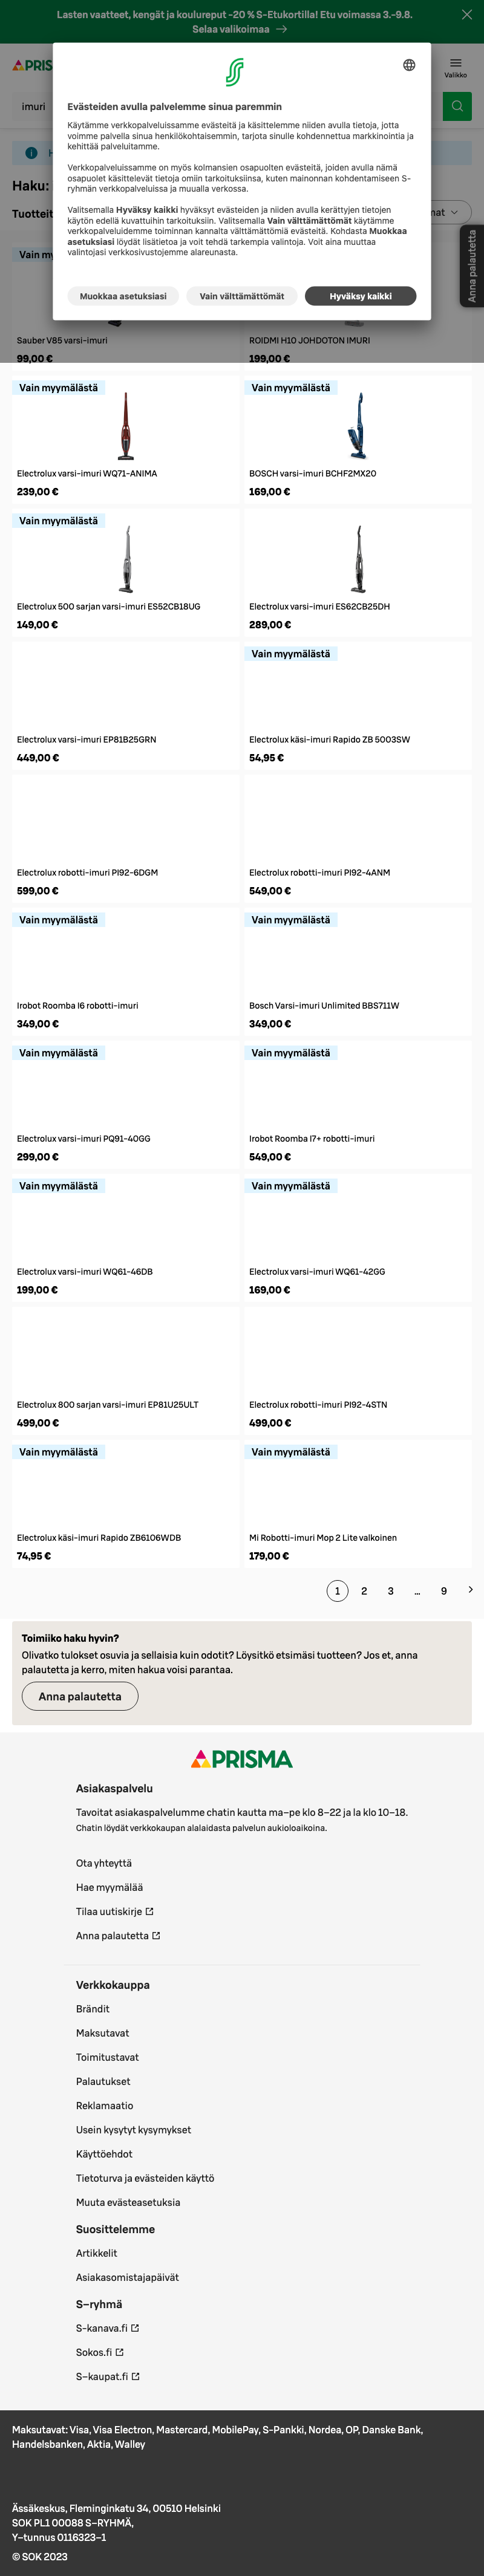 Lasten vaatteet, kengät ja koulureput -20 % S-Etukortilla! Etu voimassa 3.-9.8.
Selaa valikoimaa
PRIS
Valikko
imuri
Evästeiden avulla palvelemme sinua paremmin
Käytämme verkkopalveluissamme evästeitä ja käsittelemme niiden avulla tietoja, jotta
voimme palvella sinua henkilökohtaisemmin, tarjota sinulle kohdennettua markkinointia ja
kehittää palveluitamme.
Verkkopalveluissamme on myös kolmansien osapuolten evästeitä, joiden avulla nämä
osapuolet käsittelevät tietoja omiin tarkoituksiinsa, kuten mainonnan kohdentamiseen S-
ryhmän verkkopalveluissa ja muualla verkossa.
Valitsemalla Hyväksy kaikki hyväksyt evästeiden ja niiden avulla kerättyjen tietojen
käytön edellä kuvattuihin tarkoituksiin. Valitsemalla Vain välttämättömät käytämme
verkkopalveluidemme toiminnan kannalta välttämättömiä evästeitä. Kohdasta Muokkaa
asetuksiasi löydät lisätietoa ja voit tehdä tarkempia valintoja. Voit aina muuttaa
valintojasi verkkosivustojemme alareunasta.
Muokkaa asetuksiasi
Vain välttämättömät
Hyväksy kaikki
Haku:
Tuotteit
mat
Anna palautetta
Vain my
Sauber V85 varsi-imuri
99,00 €
ROIDMI H10 JOHDOTON IMURI
199,00 €
Vain myymälästä
Electrolux varsi-imuri WQ71-ANIMA
239,00 €
Vain myymälästä
BOSCH varsi-imuri BCHF2MX20
169,00 €
Vain myymälästä
Electrolux 500 sarjan varsi-imuri ES52CB18UG
149,00 €
Electrolux varsi-imuri ES62CB25DH
289,00 €
Electrolux varsi-imuri EP81B25GRN
449,00 €
Vain myymälästä
Electrolux käsi-imuri Rapido ZB 5003SW
54,95 €
Electrolux robotti-imuri PI92-6DGM
599,00 €
Electrolux robotti-imuri PI92-4ANM
549,00 €
Vain myymälästä
Irobot Roomba I6 robotti-imuri
349,00 €
Vain myymälästä
Bosch Varsi-imuri Unlimited BBS711W
349,00 €
Vain myymälästä
Electrolux varsi-imuri PQ91-40GG
299,00 €
Vain myymälästä
Irobot Roomba I7+ robotti-imuri
549,00 €
Vain myymälästä
Electrolux varsi-imuri WQ61-46DB
199,00 €
Vain myymälästä
Electrolux varsi-imuri WQ61-42GG
169,00 €
Electrolux 800 sarjan varsi-imuri EP81U25ULT
499,00 €
Electrolux robotti-imuri PI92-4STN
499,00 €
Vain myymälästä
Electrolux käsi-imuri Rapido ZB6106WDB
74,95 €
Vain myymälästä
Mi Robotti-imuri Mop 2 Lite valkoinen
179,00 €
1 2 3 ... 9
Toimiiko haku hyvin?
Olivatko tulokset osuvia ja sellaisia kuin odotit? Löysitkö etsimäsi tuotteen? Jos et, anna
palautetta ja kerro, miten hakua voisi parantaa.
Anna palautetta
PRISMA
Asiakaspalvelu
Tavoitat asiakaspalvelumme chatin kautta ma–pe klo 8–22 ja la klo 10–18.
Chatin löydät verkkokaupan alalaidasta palvelun aukioloaikoina.
Ota yhteyttä
Hae myymälää
Tilaa uutiskirje
Anna palautetta
Verkkokauppa
Brändit
Maksutavat
Toimitustavat
Palautukset
Reklamaatio
Usein kysytyt kysymykset
Käyttöehdot
Tietoturva ja evästeiden käyttö
Muuta evästeasetuksia
Suosittelemme
Artikkelit
Asiakasomistajapäivät
S–ryhmä
S-kanava.fi
Sokos.fi
S–kaupat.fi
Maksutavat: Visa, Visa Electron, Mastercard, MobilePay, S-Pankki, Nordea, OP, Danske Bank,
Handelsbanken, Aktia, Walley
Ässäkeskus, Fleminginkatu 34, 00510 Helsinki
SOK PL1 00088 S–RYHMÄ,
Y–tunnus 0116323–1
© SOK 2023